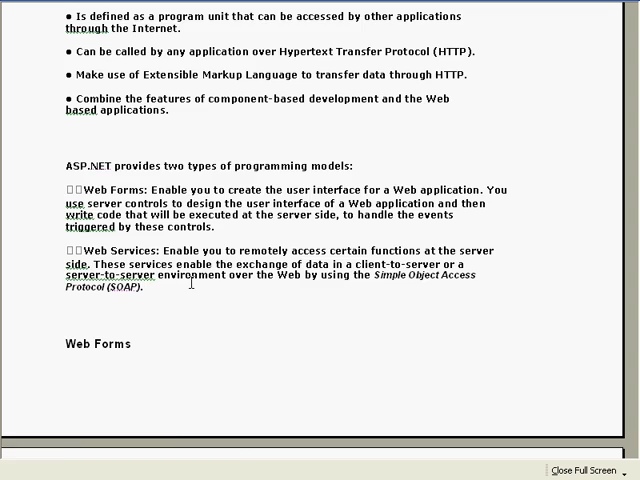 ● Is defined as a program unit that can be accessed by other applications
through the Internet.
● Can be called by any application over Hypertext Transfer Protocol (HTTP).
● Make use of Extensible Markup Language to transfer data through HTTP.
● Combine the features of component-based development and the Web
based applications.
ASP.NET provides two types of programming models:
□□Web Forms: Enable you to create the user interface for a Web application. You
use server controls to design the user interface of a Web application and then
write code that will be executed at the server side, to handle the events
triggered by these controls.
□□Web Services: Enable you to remotely access certain functions at the server
side. These services enable the exchange of data in a client-to-server or a
server-to-server environment over the Web by using the Simple Object Access
Protocol (SOAP).
Web Forms
Close Full Screen